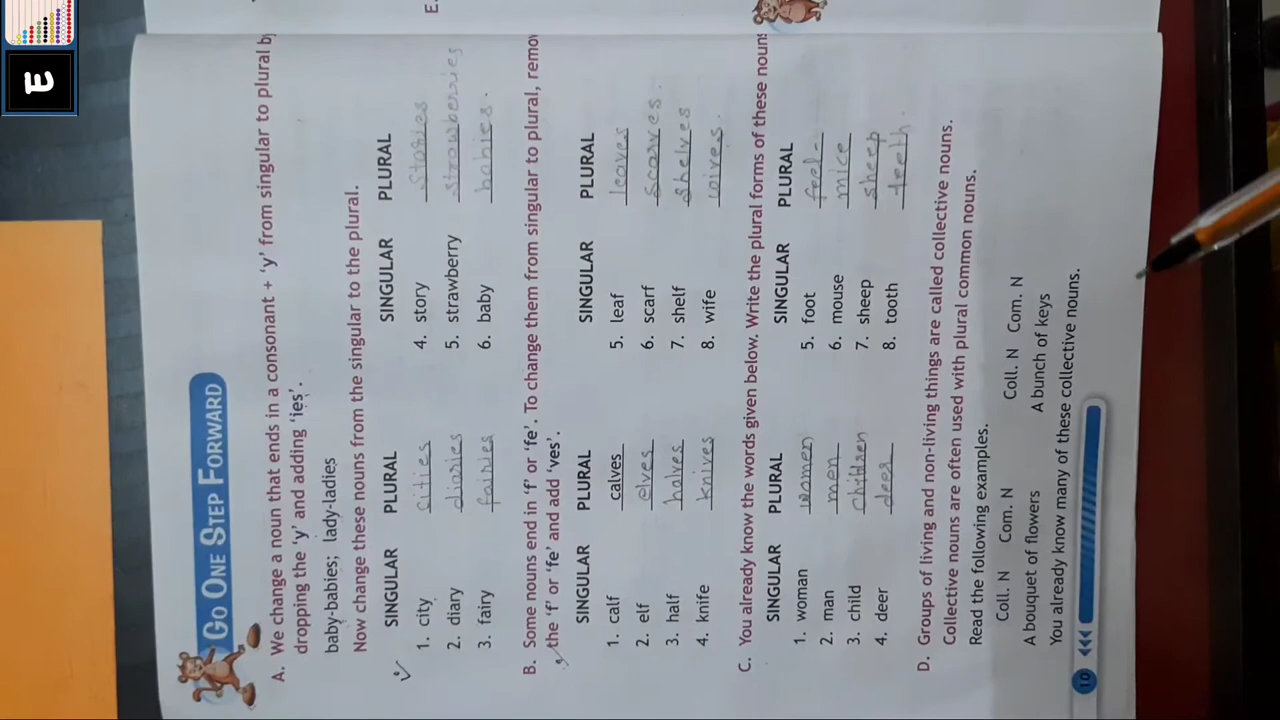 GO ONE STEP FORWARD
A. We change a noun that ends in a consonant + 'y' from singular to plural by
dropping the 'y' and adding 'ies'.
baby-babies; lady-ladies
Now change these nouns from the singular to the plural.
SINGULAR PLURAL SINGULAR PLURAL
1. city cities 4. story stories
2. diary diaries 5. strawberry strawberries
3. fairy fairies 6. baby babies.
B. Some nouns end in 'f' or 'fe'. To change them from singular to plural, remov
the 'f' or 'fe' and add 'ves'.
SINGULAR PLURAL SINGULAR PLURAL
1. calf calves 5. leaf leaves
2. elf elves 6. scarf scarves.
3. half halves 7. shelf shelves
4. knife knives 8. wife wives.
C. You already know the words given below. Write the plural forms of these nouns
SINGULAR PLURAL SINGULAR PLURAL
1. woman women 5. foot feet
2. man men 6. mouse mice
3. child children 7. sheep sheep
4. deer deer 8. tooth teeth.
D. Groups of living and non-living things are called collective nouns.
Collective nouns are often used with plural common nouns.
Read the following examples.
Coll. N Com. N Coll. N Com. N
A bouquet of flowers A bunch of keys
You already know many of these collective nouns.
10
E.
a